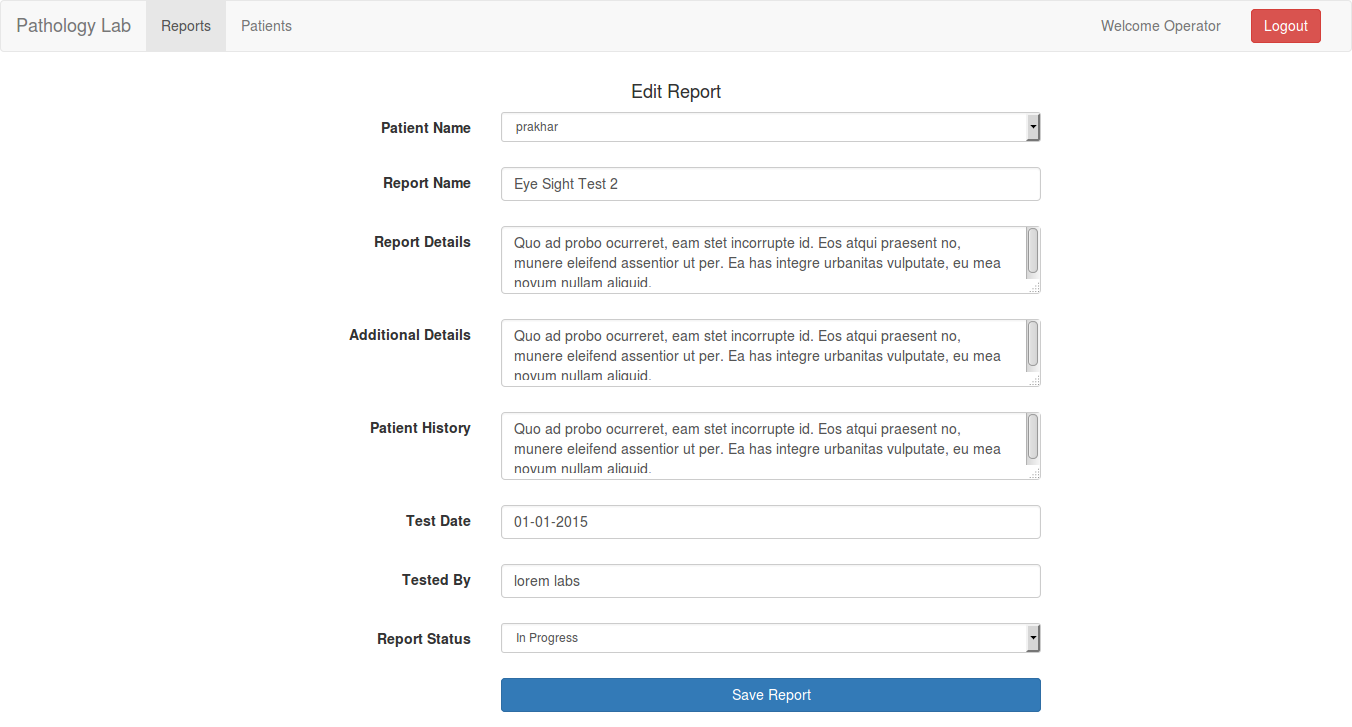 Pathology Lab Reports Patients Welcome Operator Logout
Edit Report
Patient Name prakhar
Report Name Eye Sight Test 2
Report Details Quo ad probo ocurreret, eam stet incorrupte id. Eos atqui praesent no,
munere eleifend assentior ut per. Ea has integre urbanitas vulputate, eu mea
novum nullam aliquid.
Additional Details Quo ad probo ocurreret, eam stet incorrupte id. Eos atqui praesent no,
munere eleifend assentior ut per. Ea has integre urbanitas vulputate, eu mea
novum nullam aliquid.
Patient History Quo ad probo ocurreret, eam stet incorrupte id. Eos atqui praesent no,
munere eleifend assentior ut per. Ea has integre urbanitas vulputate, eu mea
novum nullam aliquid.
Test Date 01-01-2015
Tested By lorem labs
Report Status In Progress
Save Report